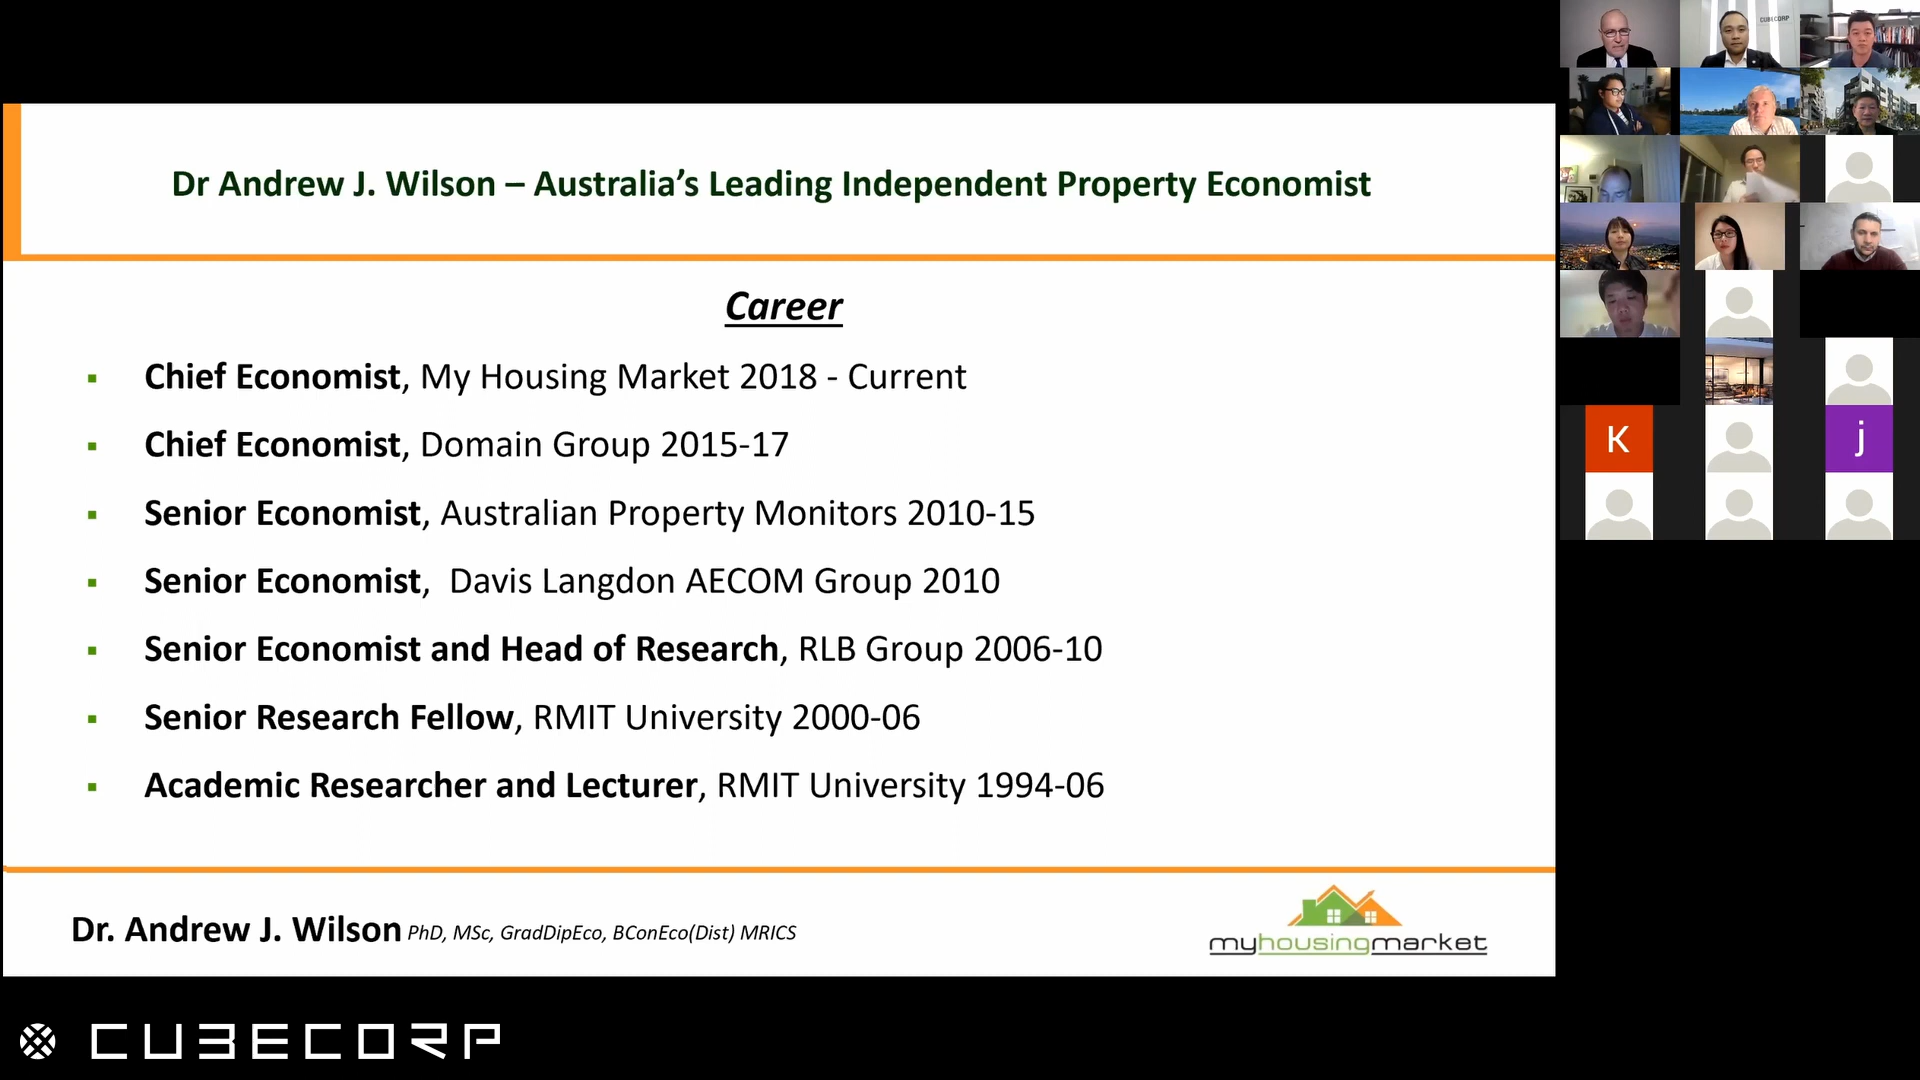 Dr Andrew J. Wilson – Australia’s Leading Independent Property Economist
Career
▪ Chief Economist, My Housing Market 2018 - Current
▪ Chief Economist, Domain Group 2015-17
▪ Senior Economist, Australian Property Monitors 2010-15
▪ Senior Economist, Davis Langdon AECOM Group 2010
▪ Senior Economist and Head of Research, RLB Group 2006-10
▪ Senior Research Fellow, RMIT University 2000-06
▪ Academic Researcher and Lecturer, RMIT University 1994-06
Dr. Andrew J. Wilson PhD, MSc, GradDipEco, BConEco(Dist) MRICS
myhousingmarket
CUBECORP
CUBECORP
K
j